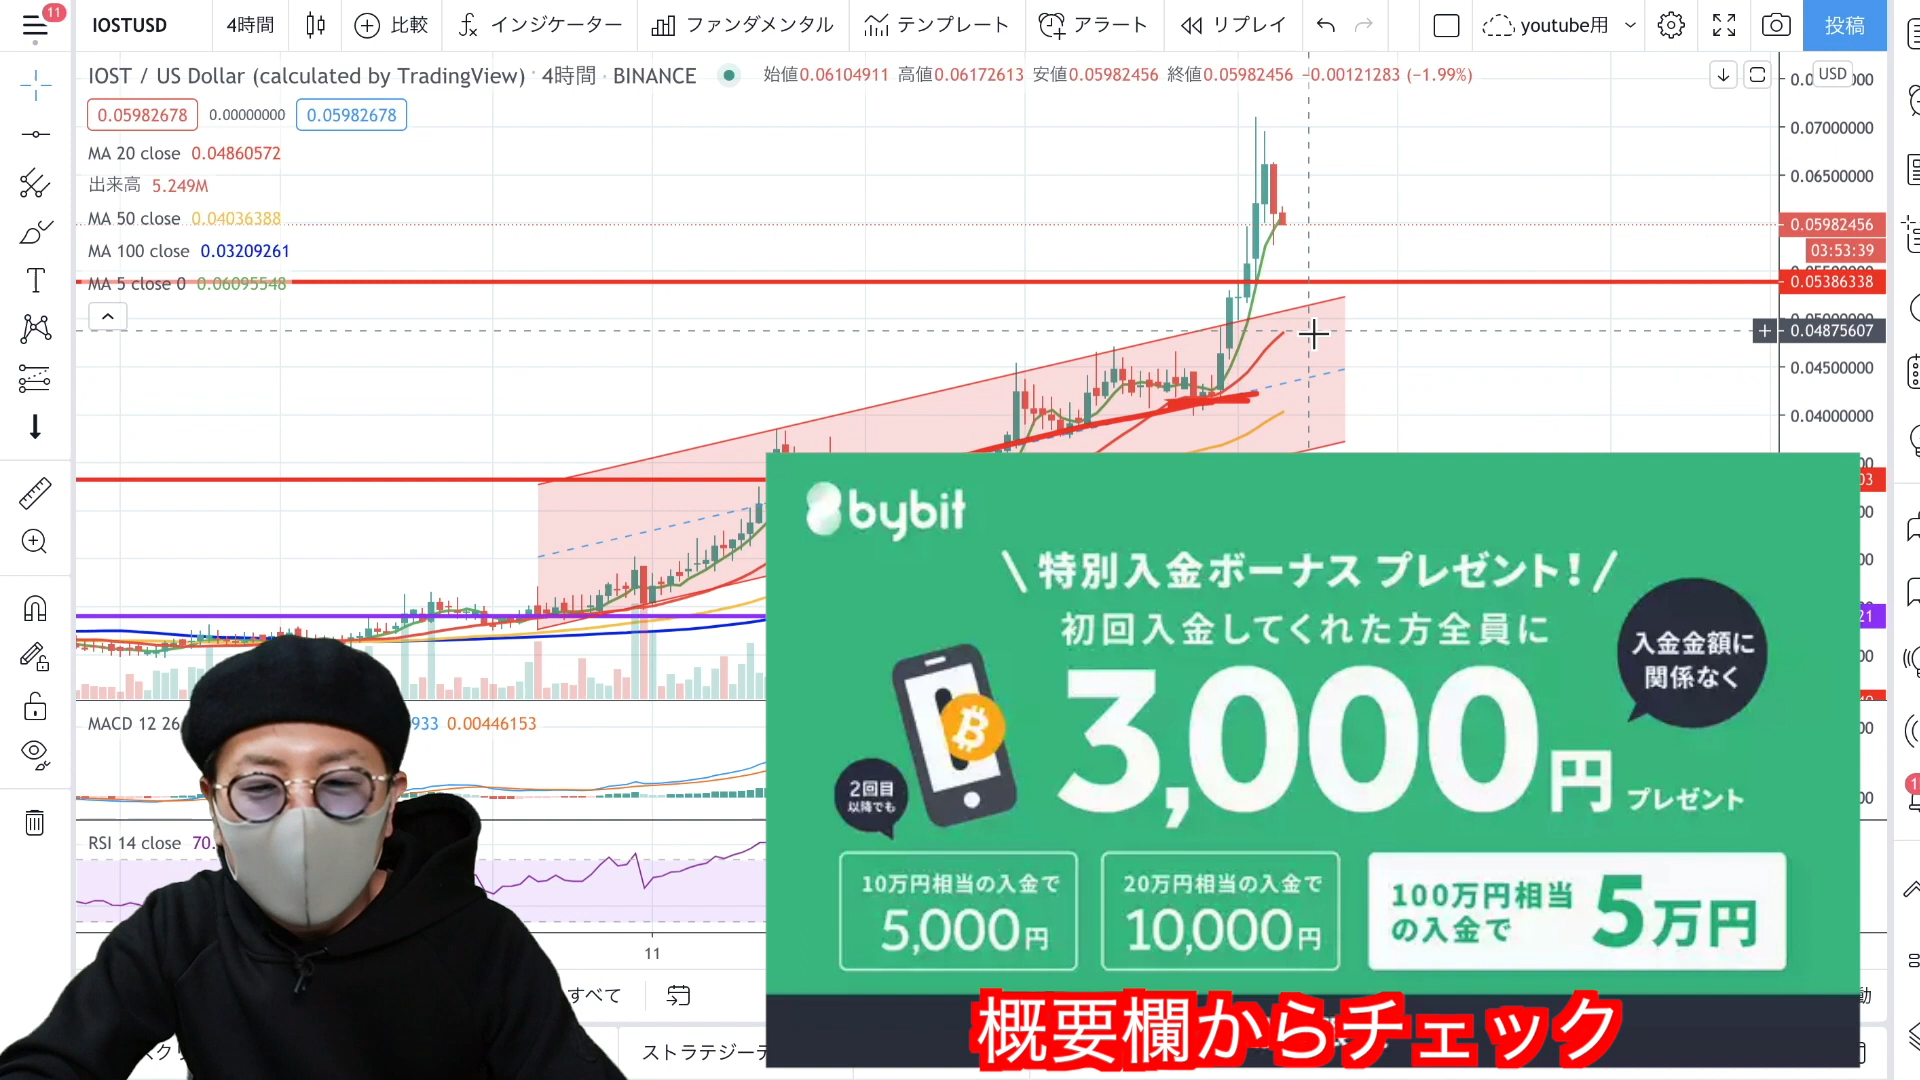 11
IOSTUSD
4時間
比較
インジケーター
ファンダメンタル
テンプレート
アラート
リプレイ
youtube用
投稿
IOST / US Dollar (calculated by TradingView) · 4時間 · BINANCE
始値0.06104911 高値0.06172613 安値0.05982456 終値0.05982456 −0.00121283 (−1.99%)
USD
0.05982678
0.00000000
0.05982678
MA 20 close 0.04860572
出来高 5.249M
MA 50 close 0.04036388
MA 100 close 0.03209261
MA 5 close 0 0.06095548
0.07000000
0.06500000
0.05982456
03:53:39
0.05386338
0.04875607
0.04500000
0.04000000
MACD 12 26
933 0.00446153
RSI 14 close 70.
11
すべて
ストラテジーテ
bybit
\ 特別入金ボーナス プレゼント! /
初回入金してくれた方全員に
3,000円
プレゼント
入金金額に
関係なく
2回目
以降でも
10万円相当の入金で
5,000円
20万円相当の入金で
10,000円
100万円相当
の入金で
5万円
概要欄からチェック